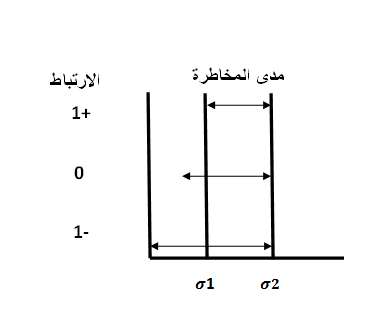 مدى المخاطرة
الارتباط
1+
0
1-
σ1 σ2